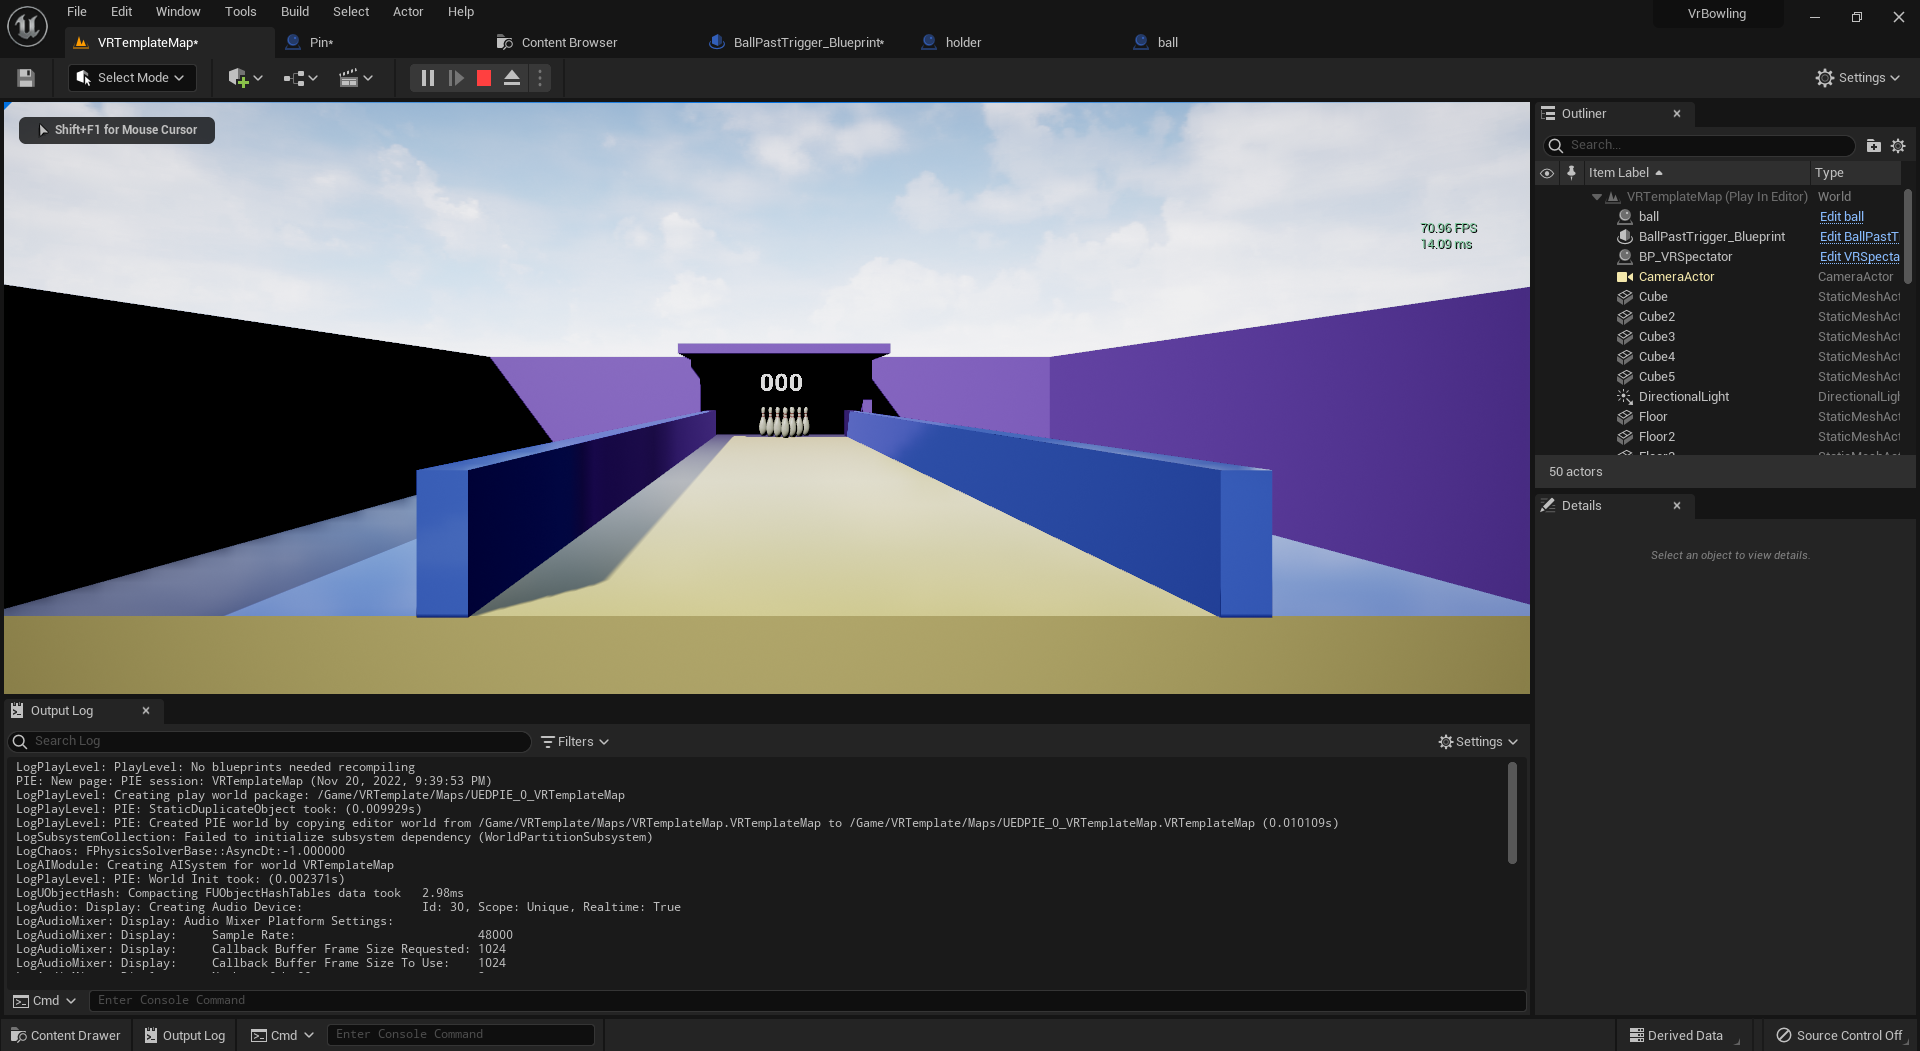 File Edit Window Tools Build Select Actor Help
VrBowling
VRTemplateMap*
Pin*
Content Browser
BallPastTrigger_Blueprint*
holder
ball
Select Mode
Settings
Shift+F1 for Mouse Cursor
70.96 FPS
14.09 ms
000
Outliner
Search...
Item Label Type
VRTemplateMap (Play In Editor) World
ball Edit ball
BallPastTrigger_Blueprint Edit BallPastT
BP_VRSpectator Edit VRSpecta
CameraActor CameraActor
Cube StaticMeshAct
Cube2 StaticMeshAct
Cube3 StaticMeshAct
Cube4 StaticMeshAct
Cube5 StaticMeshAct
DirectionalLight DirectionalLigl
Floor StaticMeshAct
Floor2 StaticMeshAct
50 actors
Details
Select an object to view details.
Output Log
Search Log
Filters
Settings
LogPlayLevel: PlayLevel: No blueprints needed recompiling
PIE: New page: PIE session: VRTemplateMap (Nov 20, 2022, 9:39:53 PM)
LogPlayLevel: Creating play world package: /Game/VRTemplate/Maps/UEDPIE_0_VRTemplateMap
LogPlayLevel: PIE: StaticDuplicateObject took: (0.009929s)
LogPlayLevel: PIE: Created PIE world by copying editor world from /Game/VRTemplate/Maps/VRTemplateMap.VRTemplateMap to /Game/VRTemplate/Maps/UEDPIE_0_VRTemplateMap.VRTemplateMap (0.010109s)
LogSubsystemCollection: Failed to initialize subsystem dependency (WorldPartitionSubsystem)
LogChaos: FPhysicsSolverBase::AsyncDt:-1.000000
LogAIModule: Creating AISystem for world VRTemplateMap
LogPlayLevel: PIE: World Init took: (0.002371s)
LogUObjectHash: Compacting FUObjectHashTables data took 2.98ms
LogAudio: Display: Creating Audio Device: Id: 30, Scope: Unique, Realtime: True
LogAudioMixer: Display: Audio Mixer Platform Settings:
LogAudioMixer: Display: Sample Rate: 48000
LogAudioMixer: Display: Callback Buffer Frame Size Requested: 1024
LogAudioMixer: Display: Callback Buffer Frame Size To Use: 1024
Cmd
Enter Console Command
Content Drawer
Output Log
Cmd
Enter Console Command
Derived Data
Source Control Off